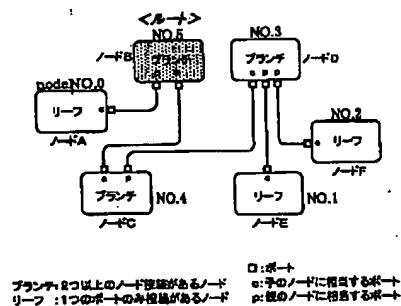 <ルート>
NO.5
ノードB
ブランチ
NO.3
ブランチ
ノードD
c p p
nodeNO.0
リーフ
c
ノードA
NO.2
リーフ
ノードF
ブランチ
c p
NO.4
ノードC
リーフ
NO.1
ノードE
ブランチ:2つ以上のノード接続があるノード
リーフ :1つのポートのみ接続があるノード
□:ポート
c:子のノードに相当するポート
p:親のノードに相当するポート